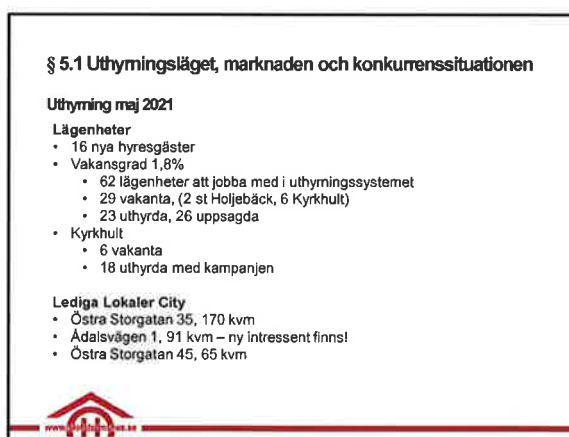 § 5.1 Uthyrningsläget, marknaden och konkurrenssituationen
Uthyrning maj 2021
Lägenheter
• 16 nya hyresgäster
• Vakansgrad 1,8%
• 62 lägenheter att jobba med i uthyrningssystemet
• 29 vakanta, (2 st Holjebäck, 6 Kyrkhult)
• 23 uthyrda, 26 uppsagda
• Kyrkhult
• 6 vakanta
• 18 uthyrda med kampanjen
Lediga Lokaler City
• Östra Storgatan 35, 170 kvm
• Ådalsvägen 1, 91 kvm – ny intressent finns!
• Östra Storgatan 45, 65 kvm